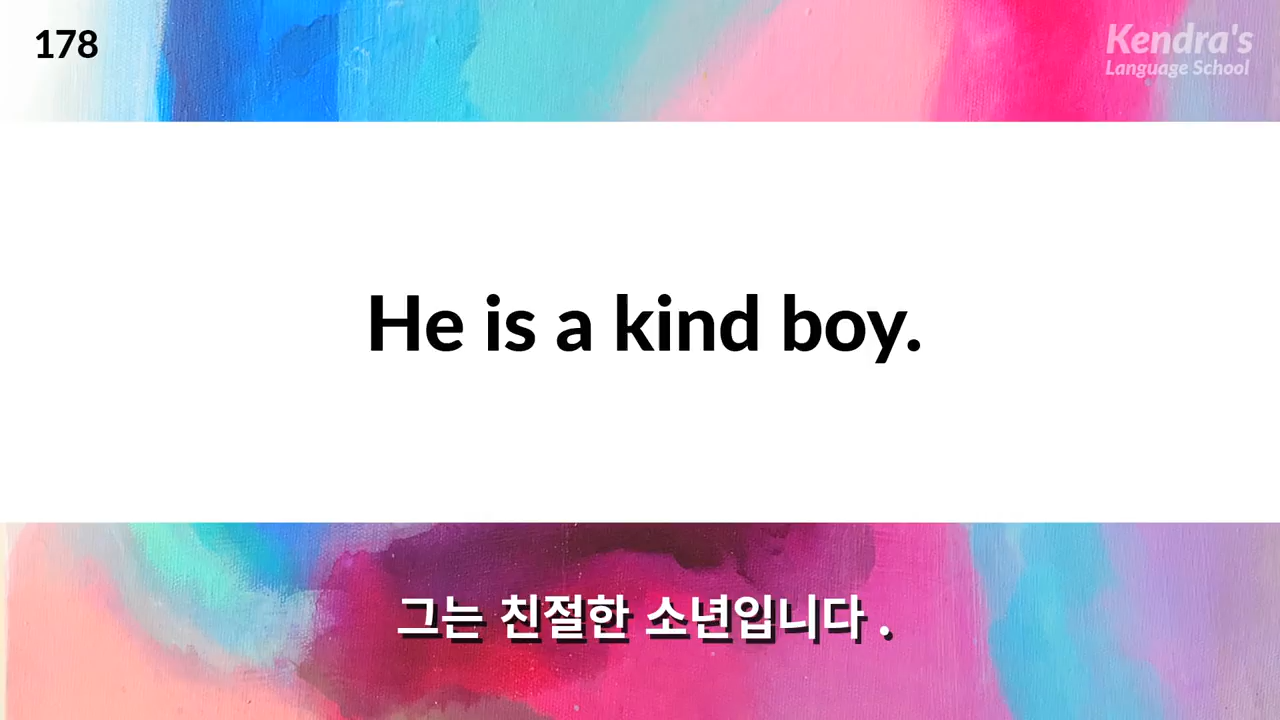 178
Kendra's
Language School
He is a kind boy.
그는 친절한 소년입니다 .